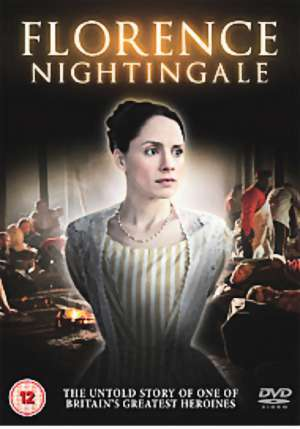 FLORENCE
NIGHTINGALE
12
THE UNTOLD STORY OF ONE OF
BRITAIN'S GREATEST HEROINES
DVD
VIDEO